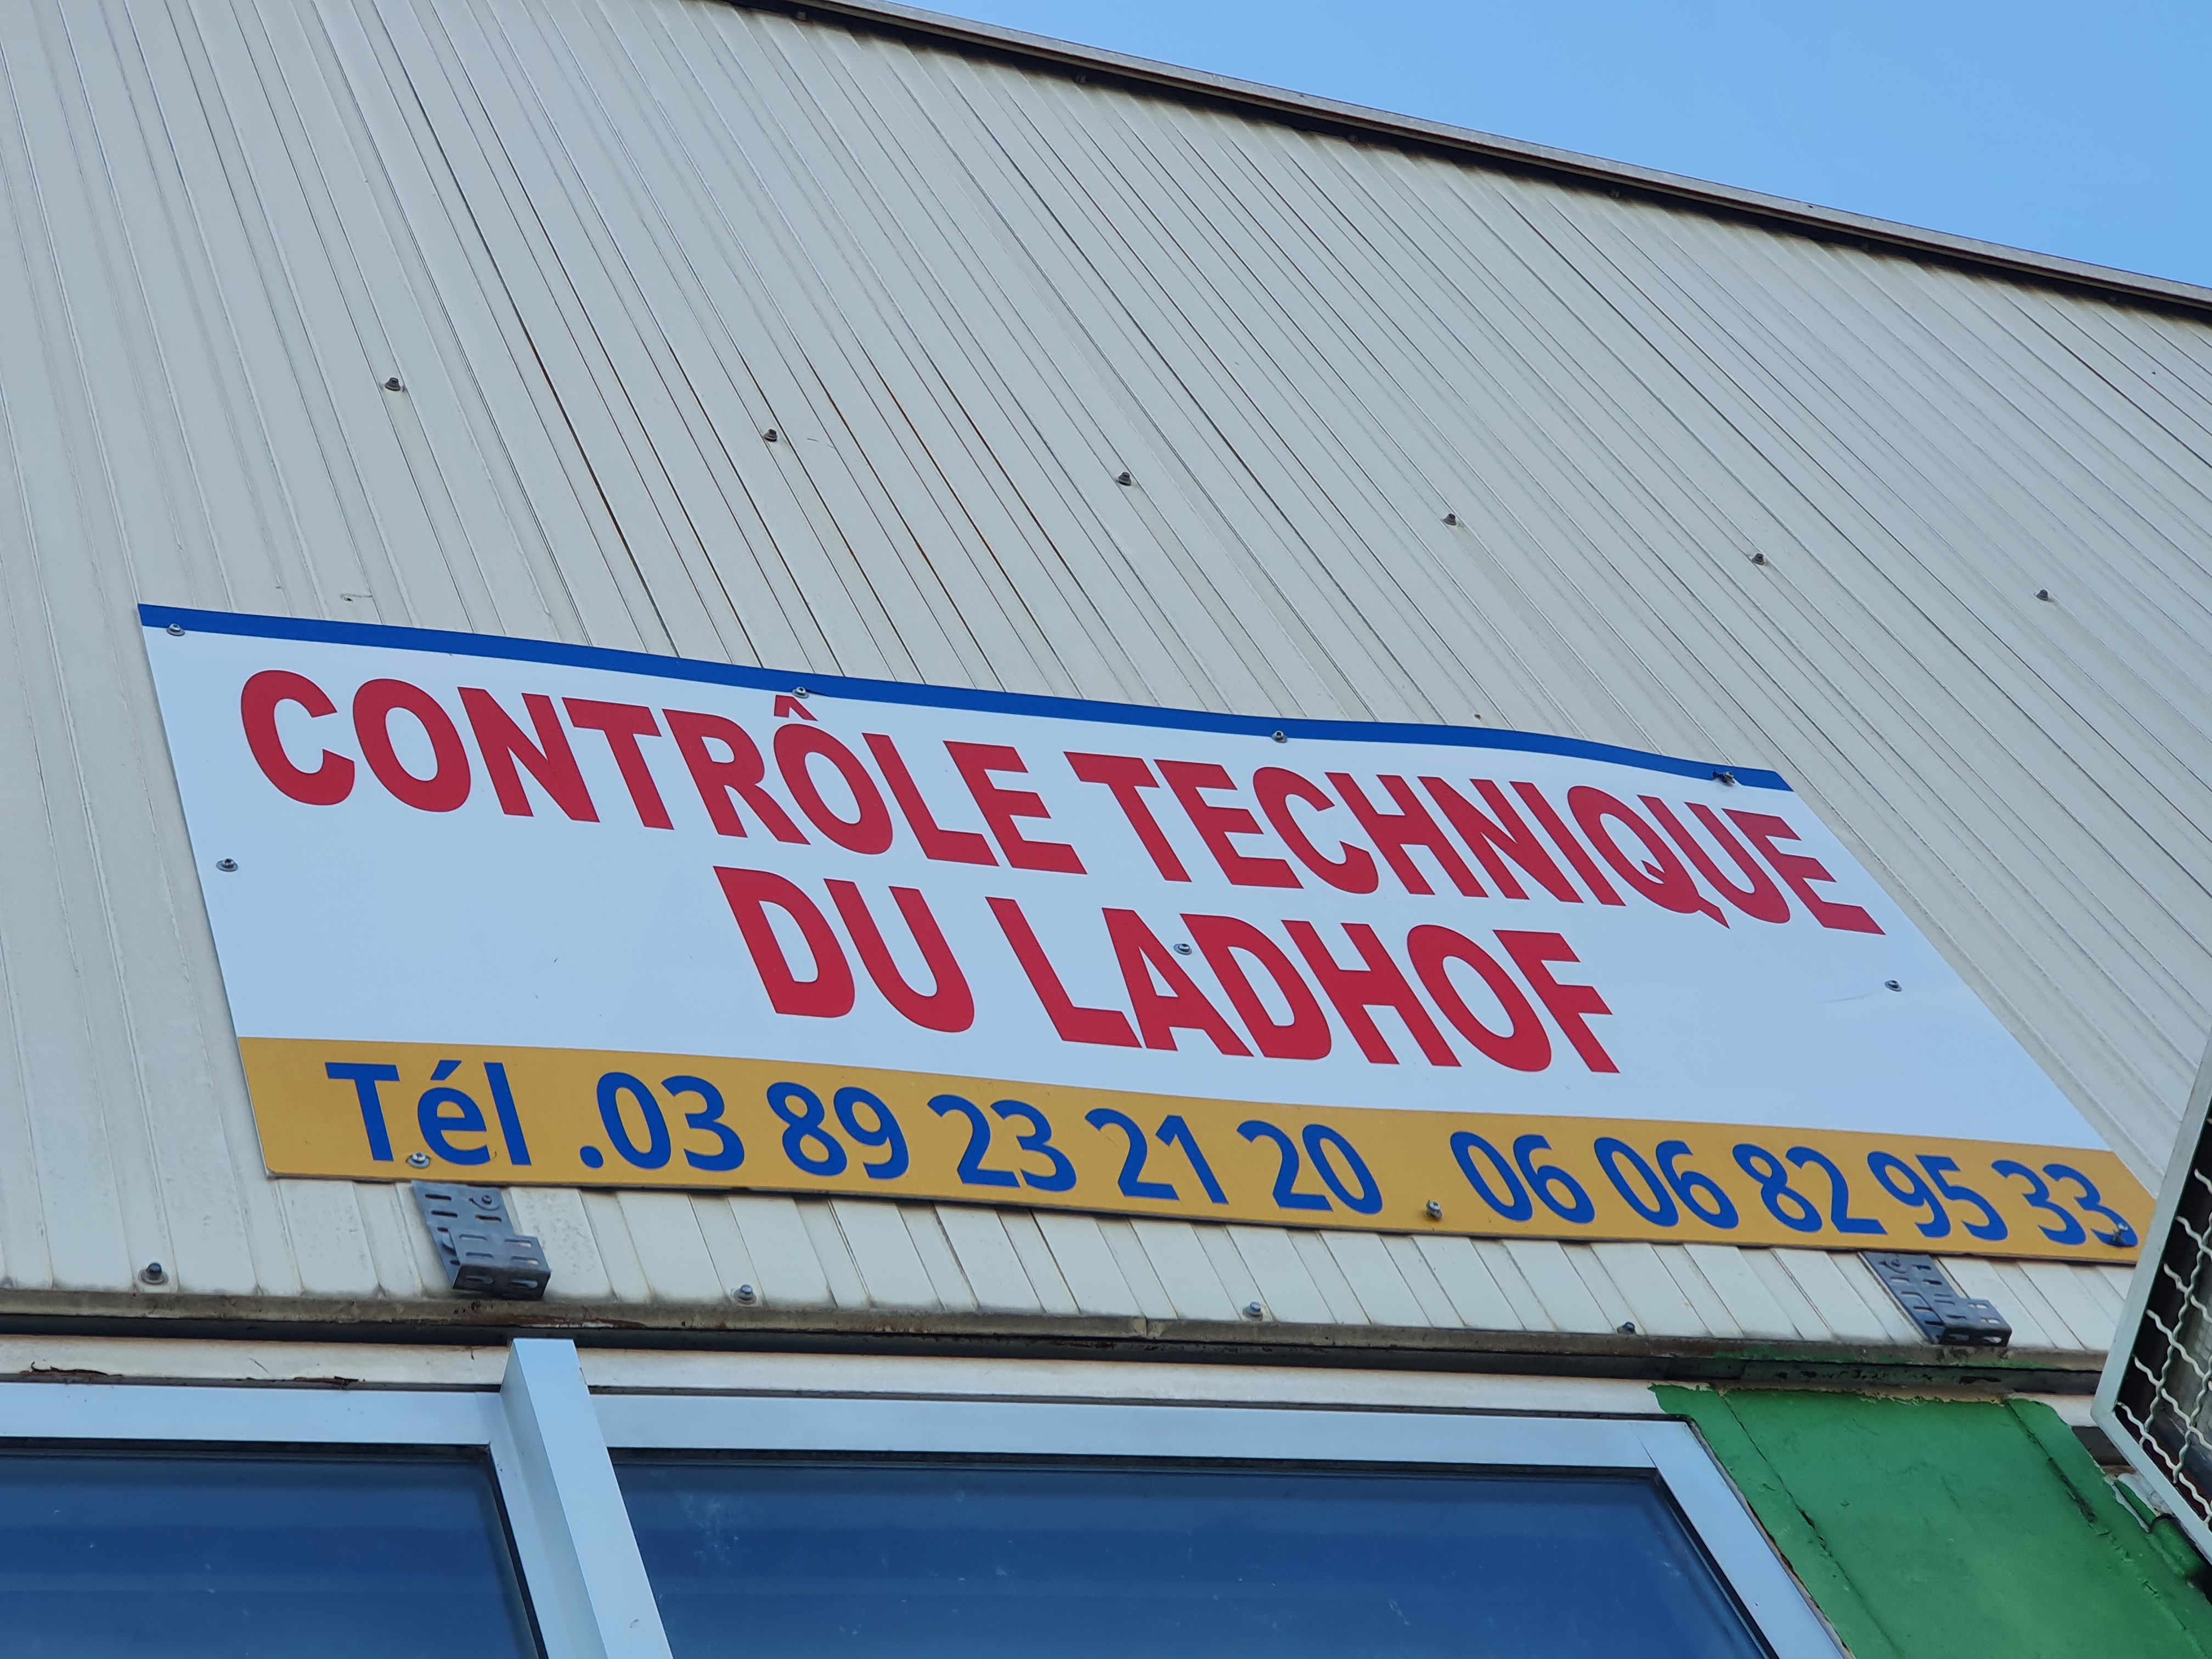 CONTRÔLE TECHNIQUE
DU LADHOF
Tél .03 89 23 21 20 06 06 82 95 33